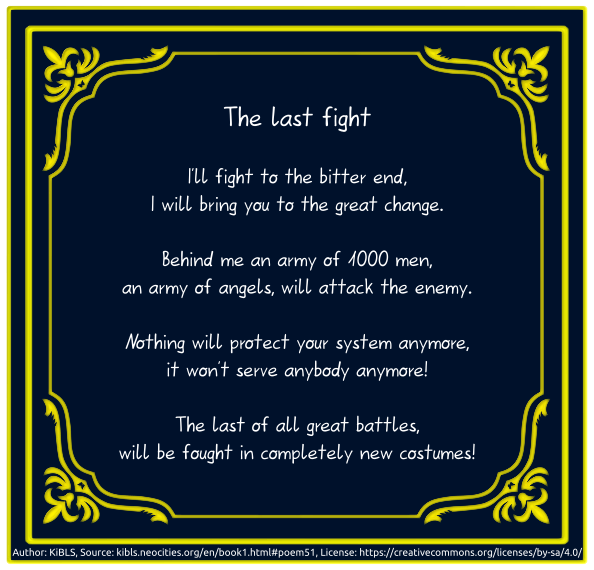 The last fight
I'll fight to the bitter end,
I will bring you to the great change.
Behind me an army of 1000 men,
an army of angels, will attack the enemy.
Nothing will protect your system anymore,
it won't serve anybody anymore!
The last of all great battles,
will be fought in completely new costumes!
Author: KiBLS, Source: kibls.neocities.org/en/book1.html#poem51, License: https://creativecommons.org/licenses/by-sa/4.0/